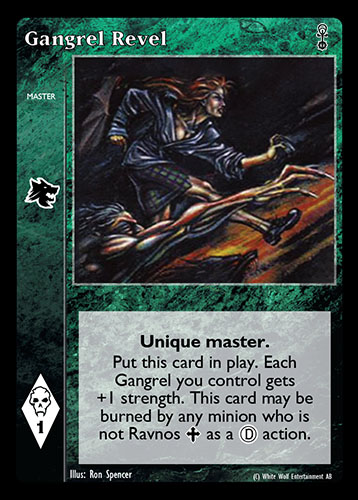 Gangrel Revel
MASTER
Unique master.
Put this card in play. Each
Gangrel you control gets
+1 strength. This card may be
burned by any minion who is
not Ravnos as a D action.
1
Illus: Ron Spencer
(C) White Wolf Entertainment AB